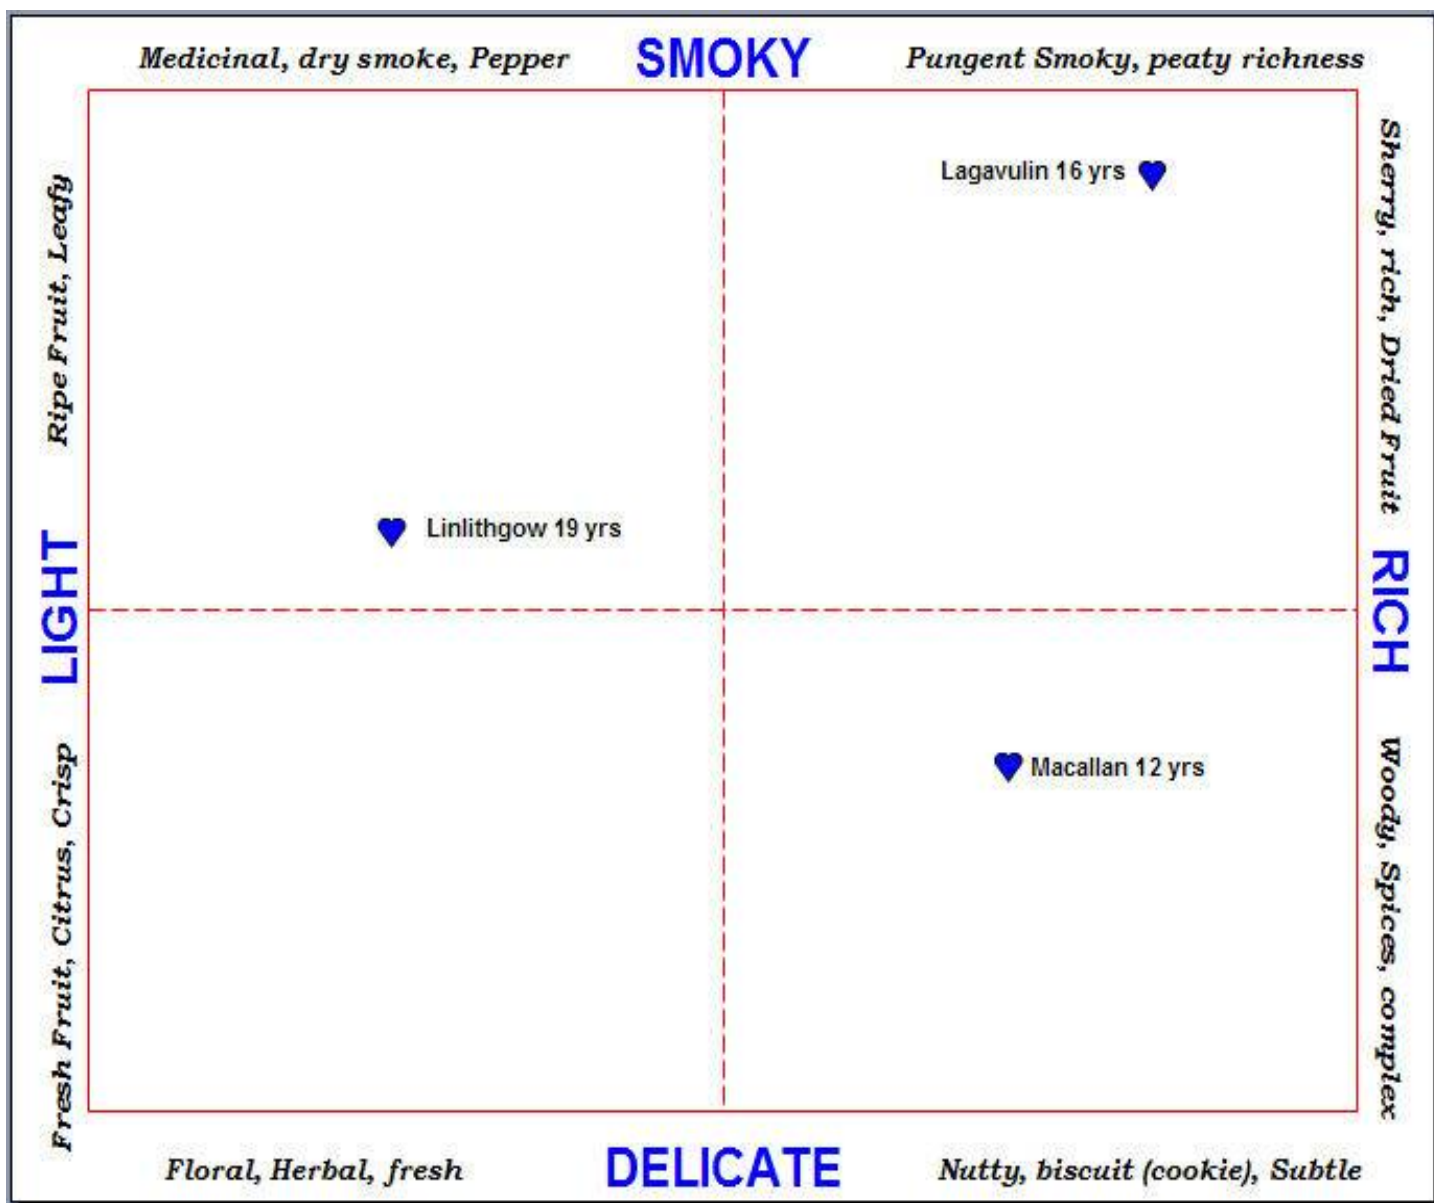 Medicinal, dry smoke, Pepper
SMOKY
Pungent Smoky, peaty richness
Ripe Fruit, Leafy
LIGHT
Fresh Fruit, Citrus, Crisp
Lagavulin 16 yrs
Linlithgow 19 yrs
Macallan 12 yrs
Sherry, rich, Dried Fruit
RICH
Woody, Spices, complex
Floral, Herbal, fresh
DELICATE
Nutty, biscuit (cookie), Subtle